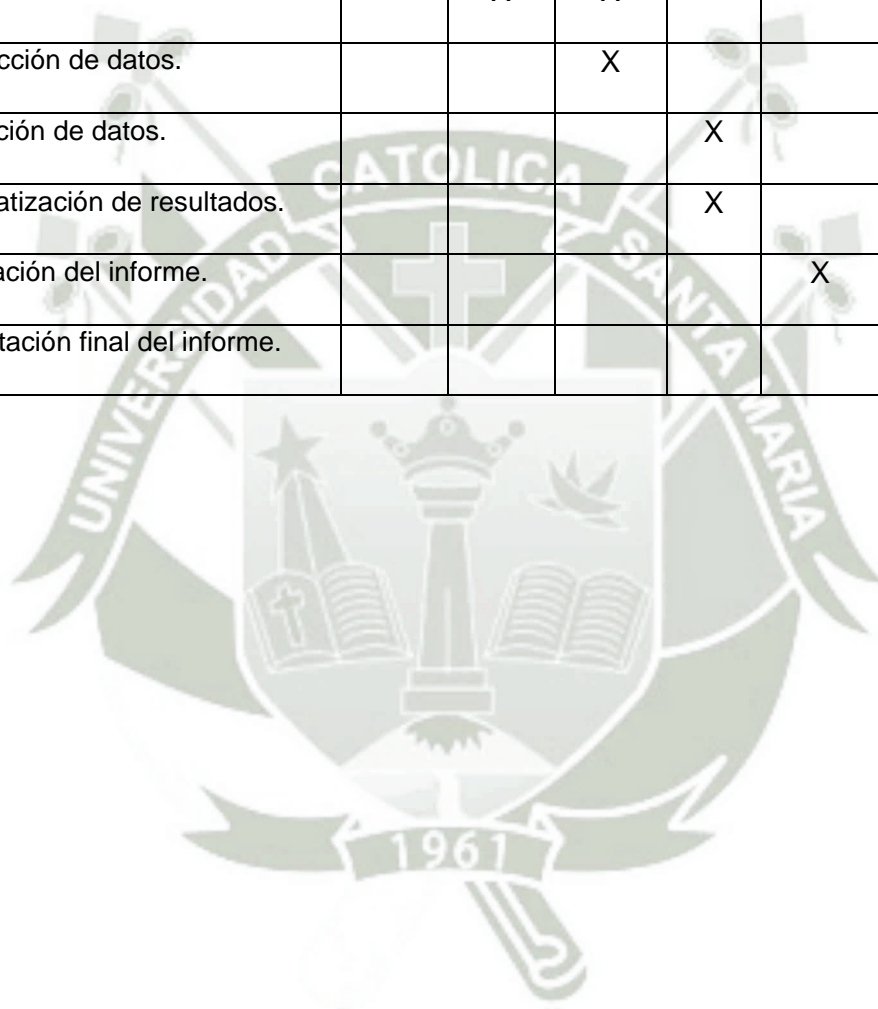 cción de datos. X
ción de datos. X
atización de resultados. X
ación del informe. X
tación final del informe.
UNIVERSIDAD CATOLICA SANTA MARIA
1961